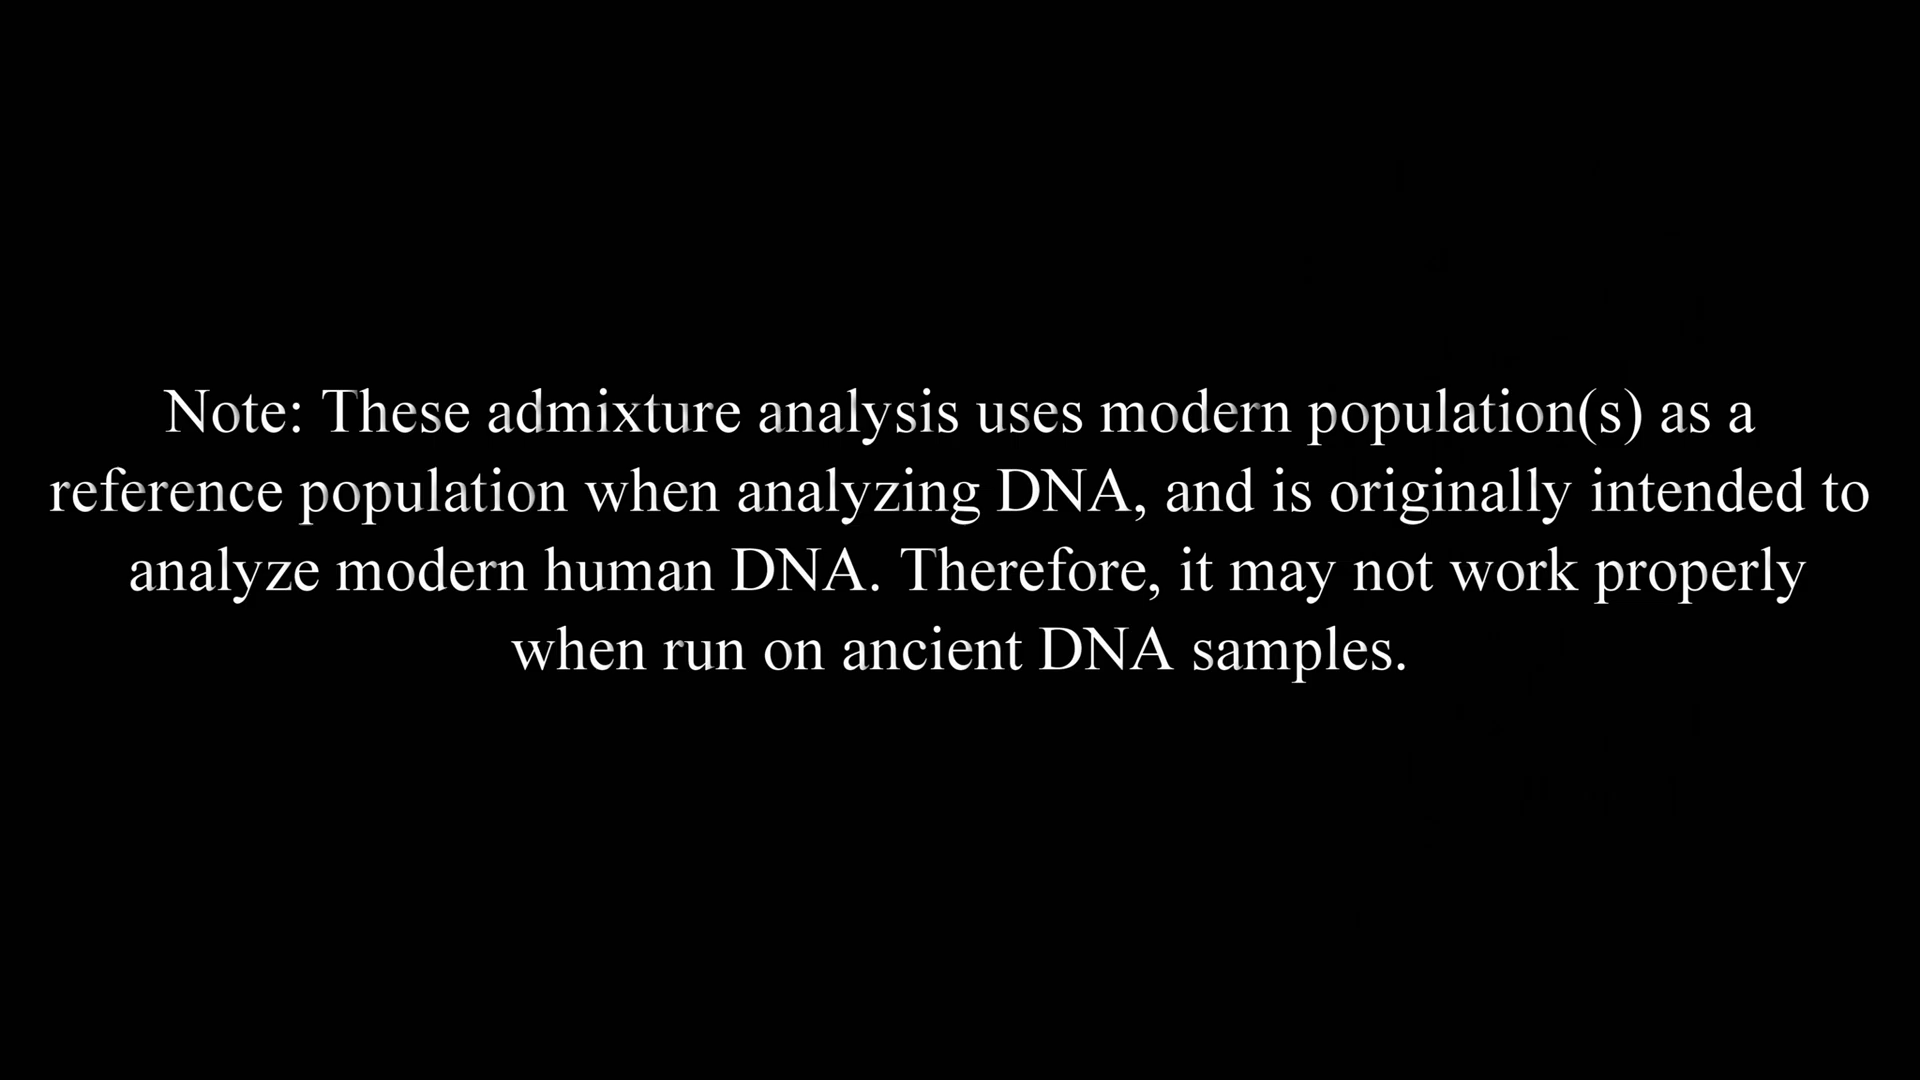 Note: These admixture analysis uses modern population(s) as a
reference population when analyzing DNA, and is originally intended to
analyze modern human DNA. Therefore, it may not work properly
when run on ancient DNA samples.